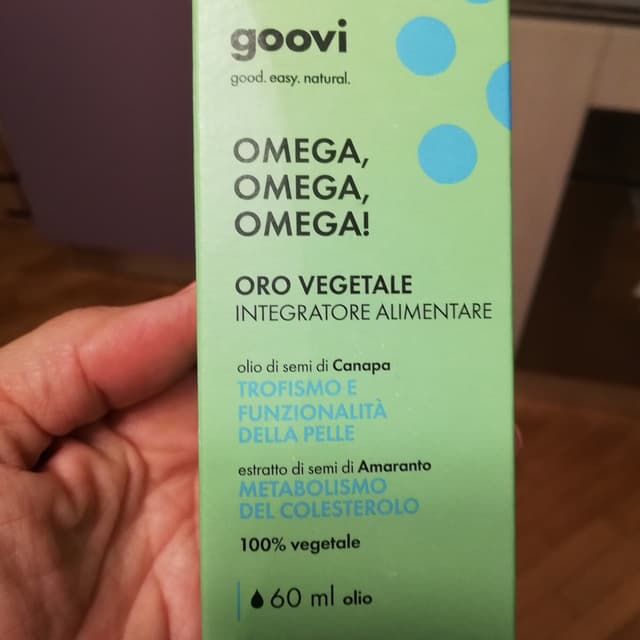 goovi
good. easy. natural.
OMEGA,
OMEGA,
OMEGA!
ORO VEGETALE
INTEGRATORE ALIMENTARE
olio di semi di Canapa
TROFISMO E
FUNZIONALITÀ
DELLA PELLE
estratto di semi di Amaranto
METABOLISMO
DEL COLESTEROLO
100% vegetale
60 ml olio